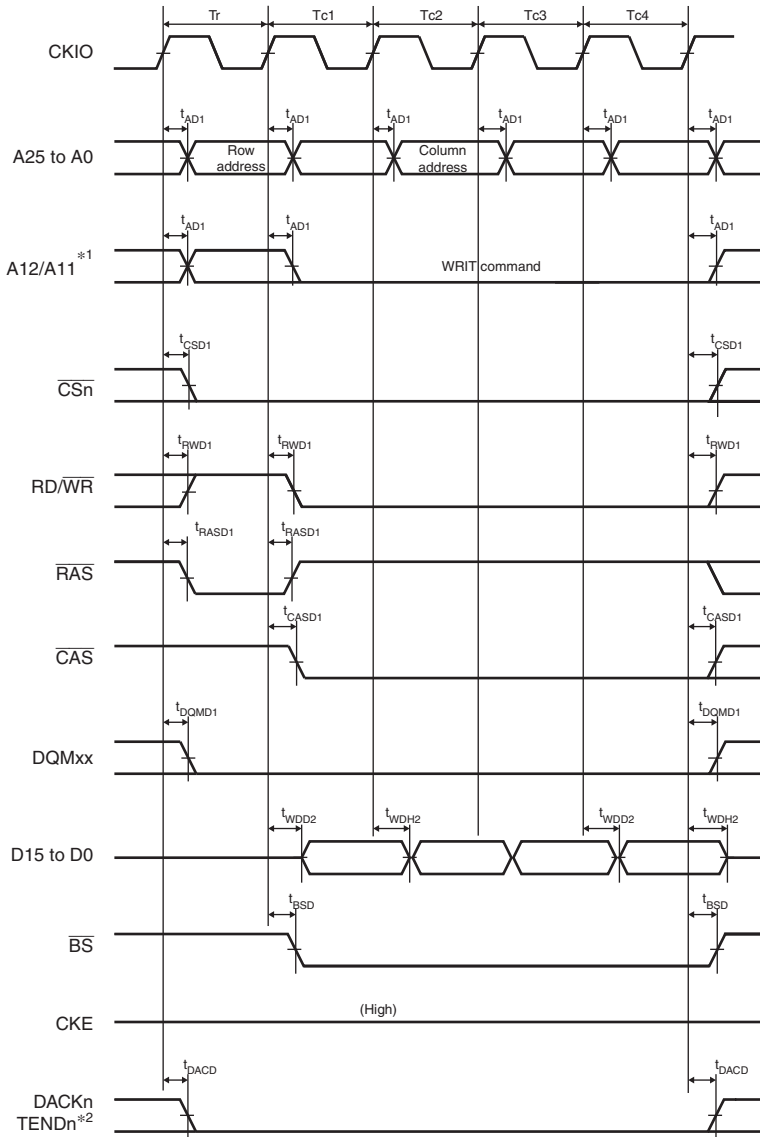 Tr Tc1 Tc2 Tc3 Tc4
CKIO
tAD1 tAD1 tAD1 tAD1 tAD1 tAD1
A25 to A0
Row address
Column address
tAD1 tAD1 tAD1
A12/A11 *1
WRIT command
tCSD1 tCSD1
CSn
tRWD1 tRWD1 tRWD1
RD/WR
tRASD1 tRASD1
RAS
tCASD1 tCASD1
CAS
tDQMD1 tDQMD1
DQMxx
tWDD2 tWDH2 tWDD2 tWDH2
D15 to D0
tBSD tBSD
BS
(High)
CKE
tDACD tDACD
DACKn
TENDn*2